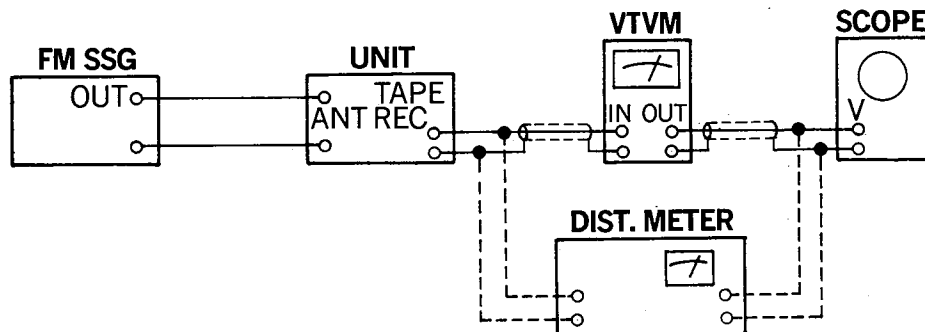 FM SSG
OUT
UNIT
TAPE
ANT REC
VTVM
IN OUT
SCOPE
V
DIST. METER